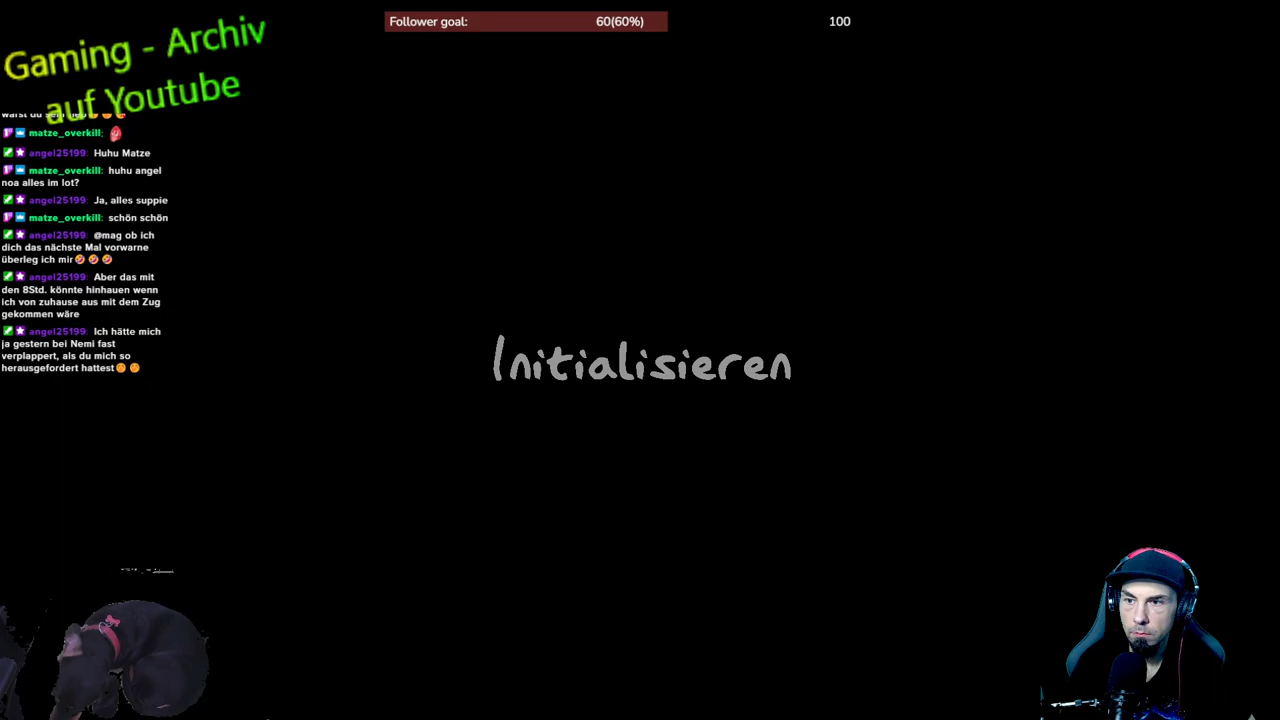 Follower goal: 60(60%) 100
Gaming - Archiv
auf Youtube
matze_overkill:
angel25199: Huhu Matze
matze_overkill: huhu angel
noa alles im lot?
angel25199: Ja, alles suppie
matze_overkill: schön schön
angel25199: @mag ob ich
dich das nächste Mal vorwarne
überleg ich mir🤣🤣🤣
angel25199: Aber das mit
den 8Std. könnte hinhauen wenn
ich von zuhause aus mit dem Zug
gekommen wäre
angel25199: Ich hätte mich
ja gestern bei Nemi fast
verplappert, als du mich so
herausgefordert hattest
Initialisieren